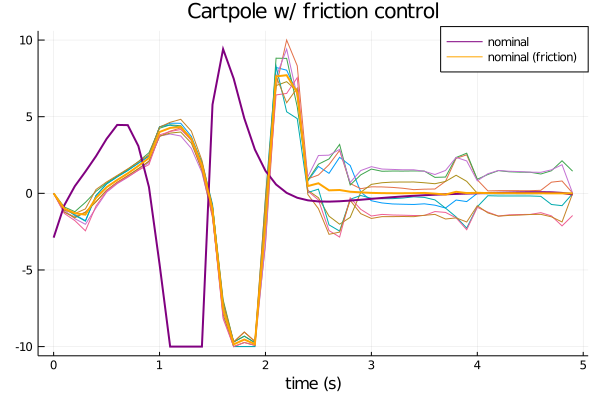 Cartpole w/ friction control
nominal
nominal (friction)
10
5
0
-5
-10
0 1 2 3 4 5
time (s)